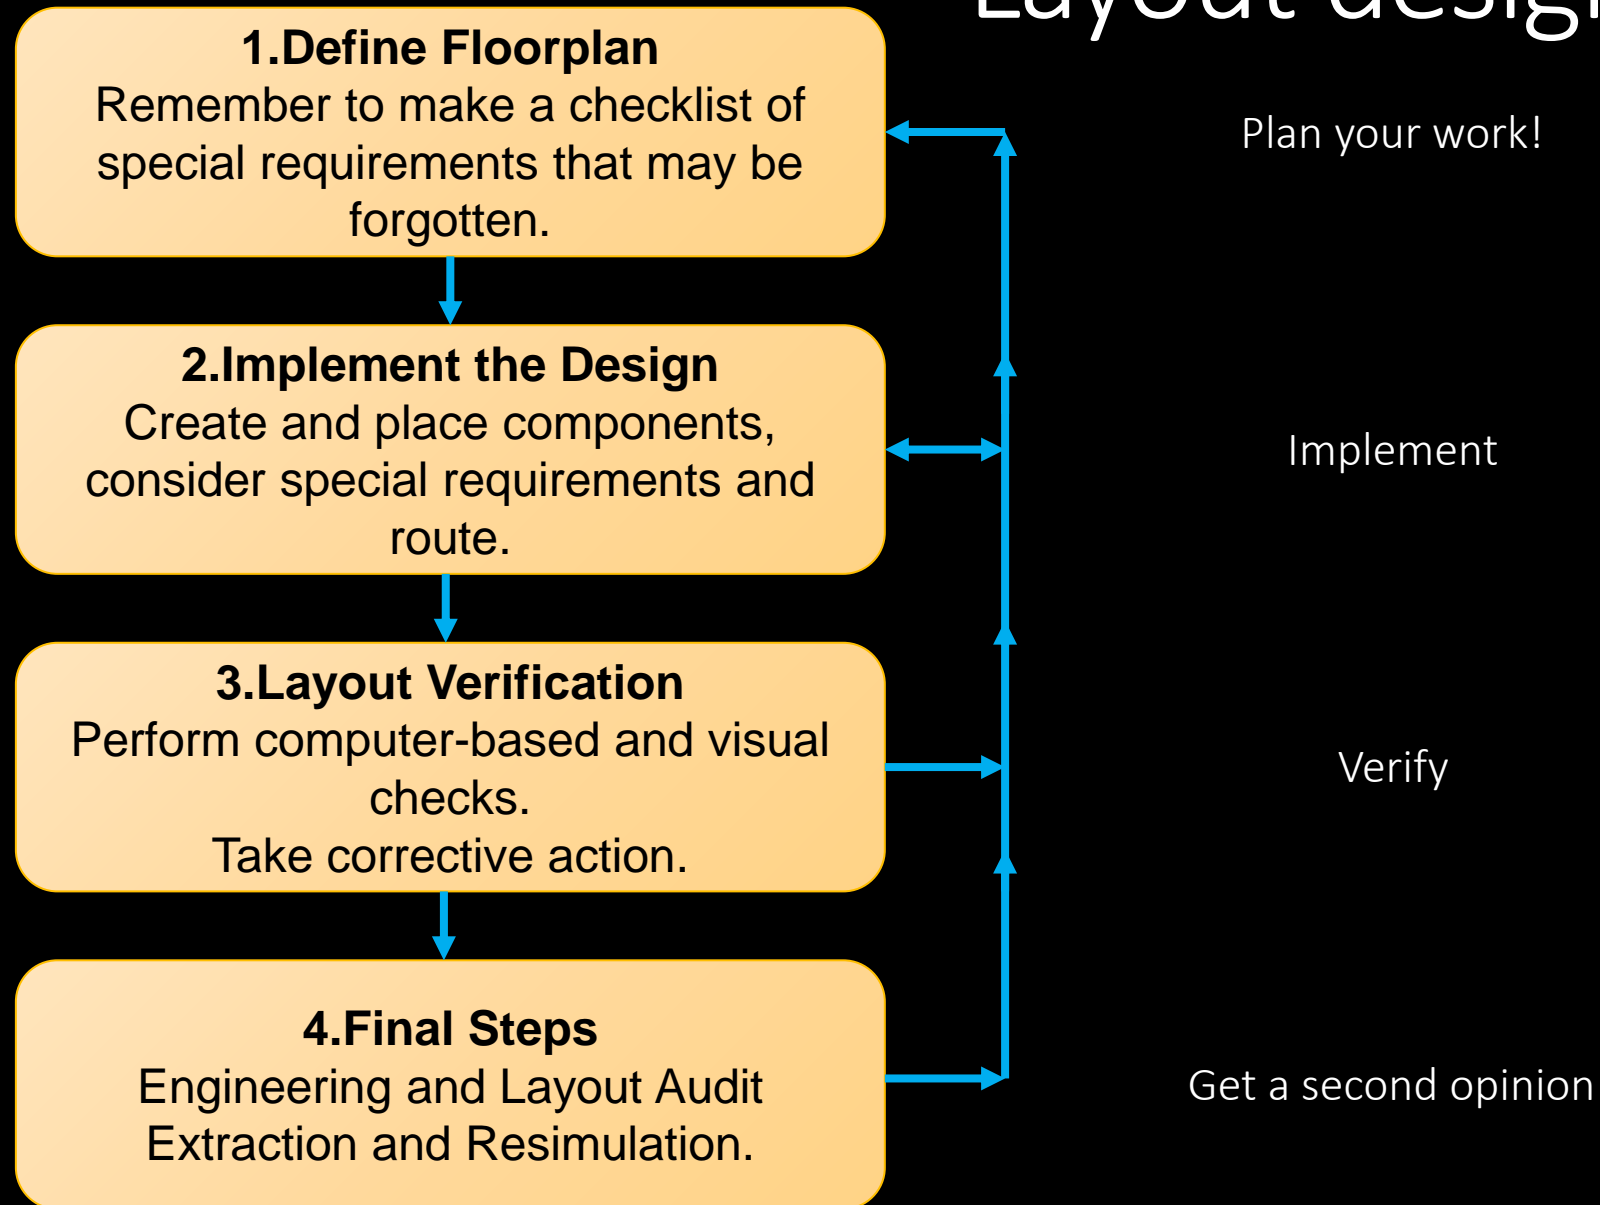 Layout design
1.Define Floorplan
Remember to make a checklist of
special requirements that may be
forgotten.
Plan your work!
2.Implement the Design
Create and place components,
consider special requirements and
route.
Implement
3.Layout Verification
Perform computer-based and visual
checks.
Take corrective action.
Verify
4.Final Steps
Engineering and Layout Audit
Extraction and Resimulation.
Get a second opinion